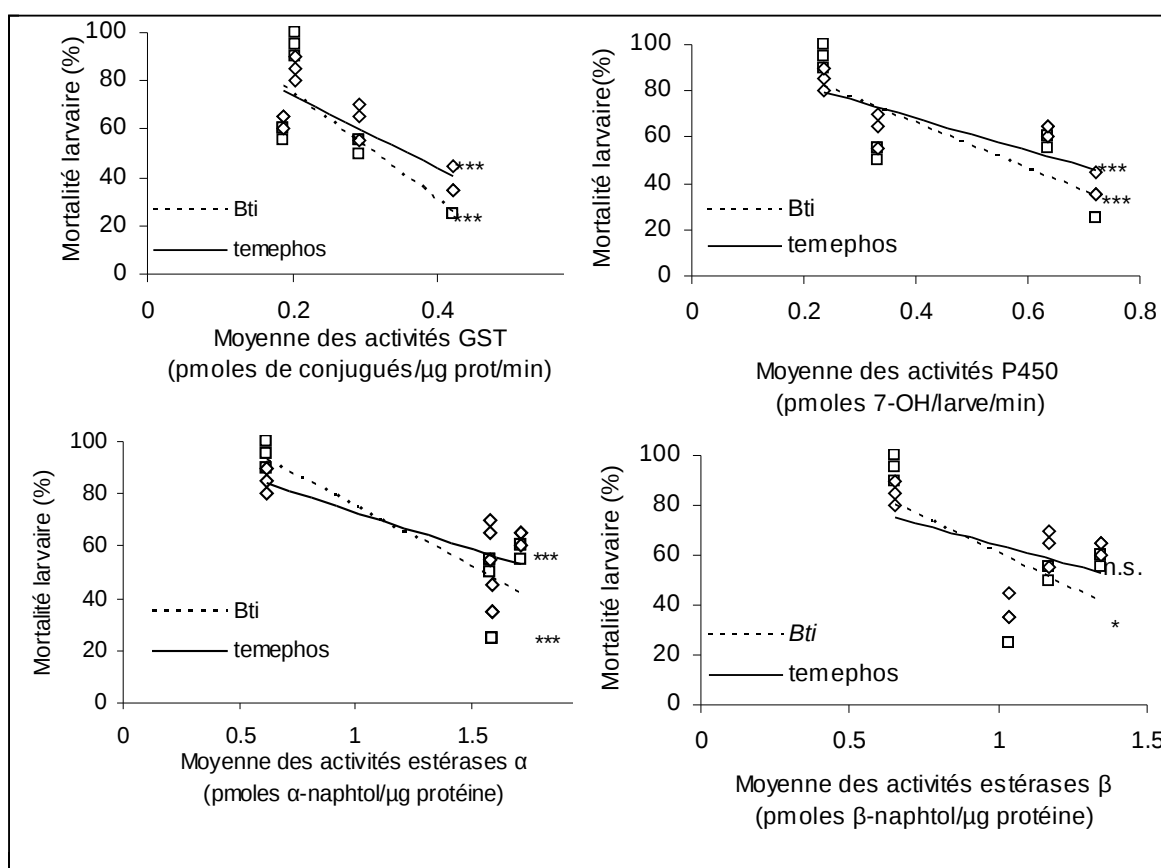 Mortalité larvaire (%)
100
80
60
40
20
0
***
***
Bti
temephos
0
0.2
0.4
Moyenne des activités GST
(pmoles de conjugués/µg prot/min)
Mortalité larvaire(%)
100
80
60
40
20
0
***
***
Bti
temephos
0
0.2
0.4
0.6
0.8
Moyenne des activités P450
(pmoles 7-OH/larve/min)
Mortalité larvaire (%)
100
80
60
40
20
0
***
***
Bti
temephos
0
0.5
1
1.5
Moyenne des activités estérases α
(pmoles α-naphtol/µg protéine)
Mortalité larvaire (%)
100
80
60
40
20
0
n.s.
*
Bti
temephos
0
0.5
1
1.5
Moyenne des activités estérases β
(pmoles β-naphtol/µg protéine)